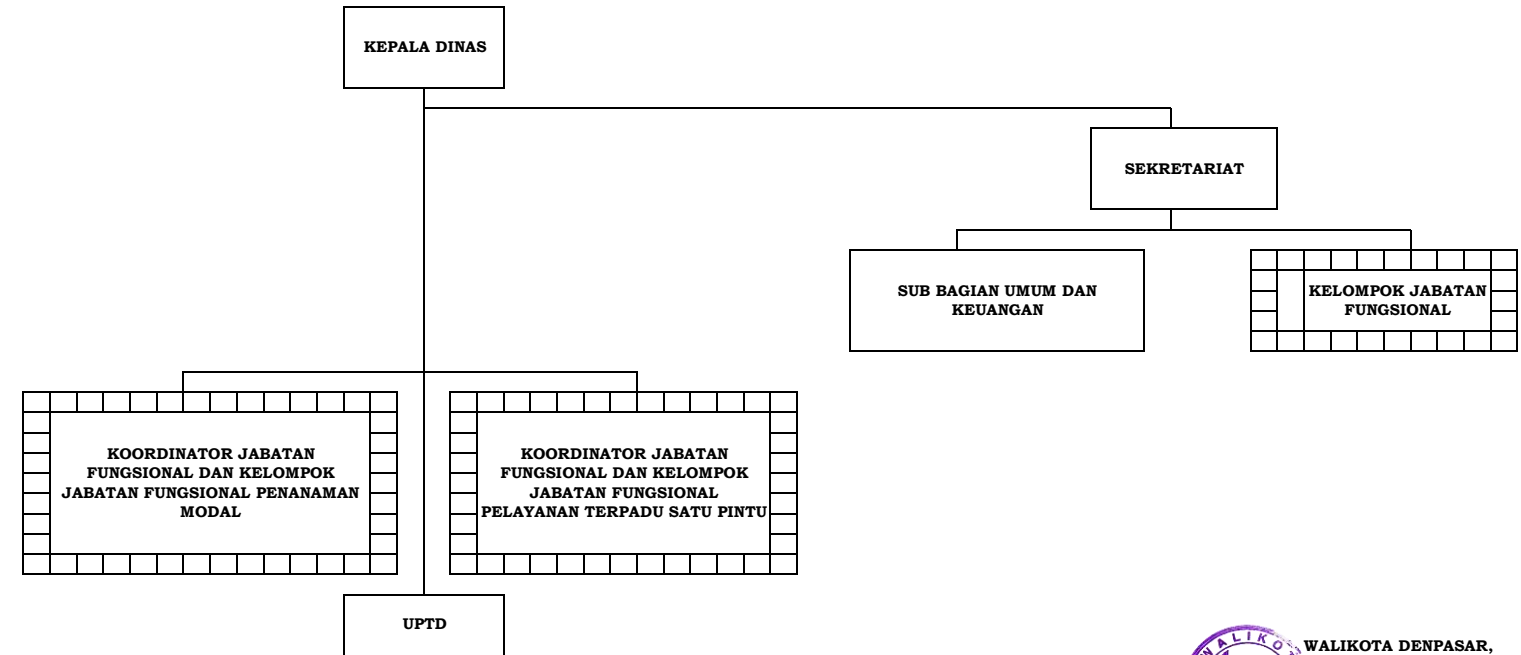 KEPALA DINAS
SEKRETARIAT
SUB BAGIAN UMUM DAN
KEUANGAN
KELOMPOK JABATAN
FUNGSIONAL
KOORDINATOR JABATAN
FUNGSIONAL DAN KELOMPOK
JABATAN FUNGSIONAL PENANAMAN
MODAL
KOORDINATOR JABATAN
FUNGSIONAL DAN KELOMPOK
JABATAN FUNGSIONAL
PELAYANAN TERPADU SATU PINTU
UPTD
WALIKOTA DENPASAR,